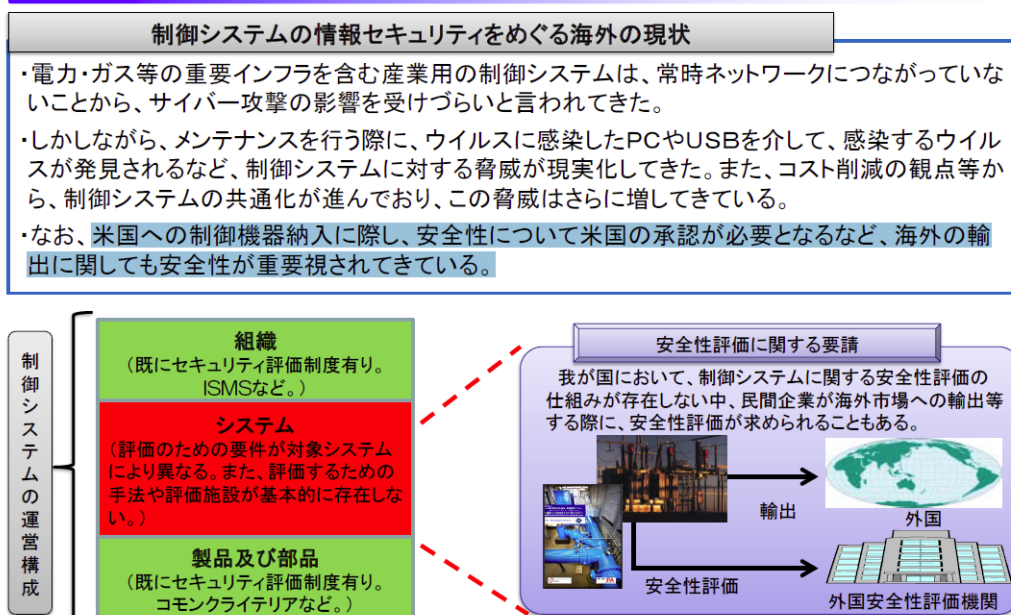 制御システムの情報セキュリティをめぐる海外の現状
・電力・ガス等の重要インフラを含む産業用の制御システムは、常時ネットワークにつながっていな
いことから、サイバー攻撃の影響を受けづらいと言われてきた。
・しかしながら、メンテナンスを行う際に、ウイルスに感染したPCやUSBを介して、感染するウイル
スが発見されるなど、制御システムに対する脅威が現実化してきた。また、コスト削減の観点等か
ら、制御システムの共通化が進んでおり、この脅威はさらに増してきている。
・なお、米国への制御機器納入に際し、安全性について米国の承認が必要となるなど、海外の輸
出に関しても安全性が重要視されてきている。
制御システムの運営構成
組織
（既にセキュリティ評価制度有り。
ISMSなど。）
システム
（評価のための要件が対象システム
により異なる。また、評価するための
手法や評価施設が基本的に存在しな
い。）
製品及び部品
（既にセキュリティ評価制度有り。
コモンクライテリアなど。）
安全性評価に関する要請
我が国において、制御システムに関する安全性評価の
仕組みが存在しない中、民間企業が海外市場への輸出等
する際に、安全性評価が求められることもある。
輸出
外国
安全性評価
外国安全性評価機関